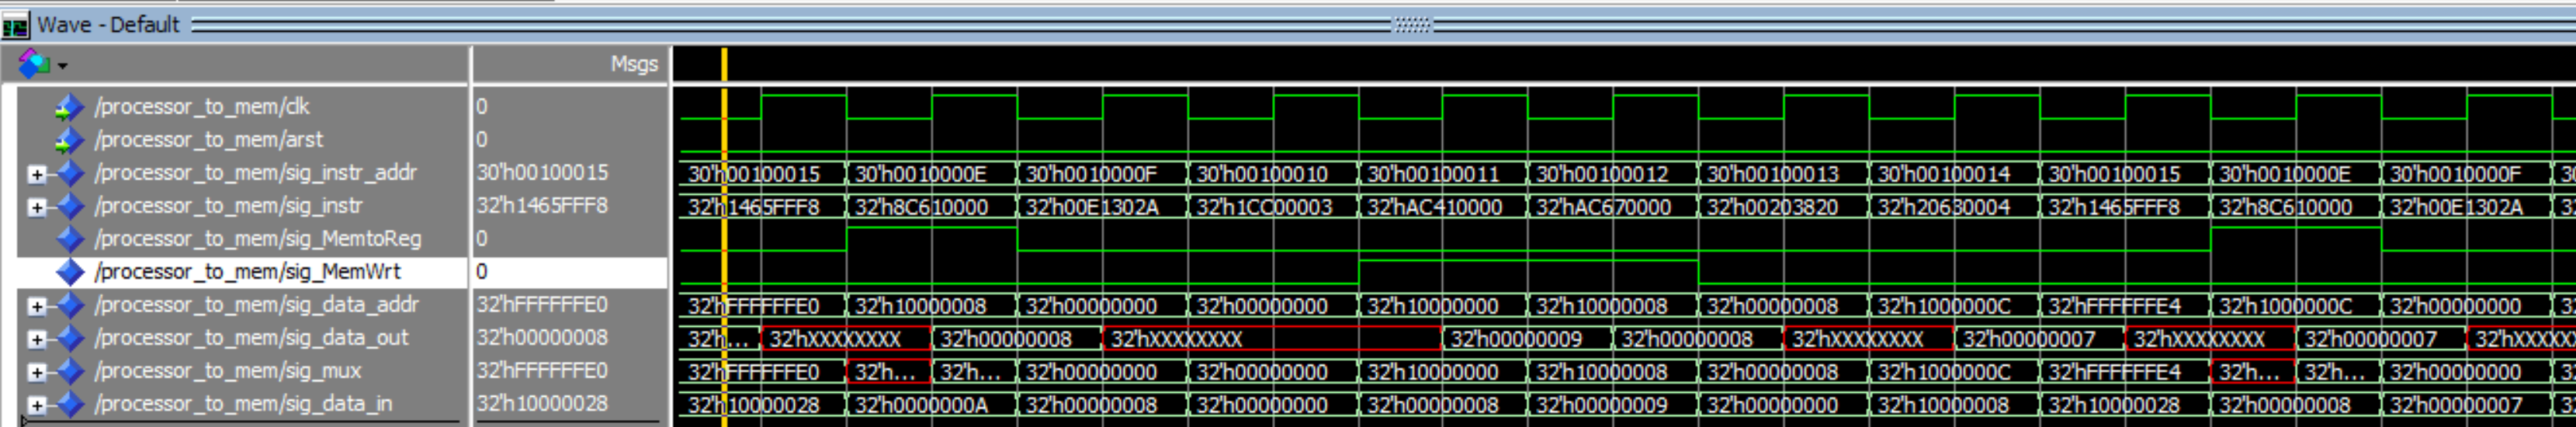 Wave - Default
Msgs
/processor_to_mem/clk 0
/processor_to_mem/arst 0
/processor_to_mem/sig_instr_addr 30'h00100015 30'h00100015 30'h0010000E 30'h0010000F 30'h00100010 30'h00100011 30'h00100012 30'h00100013 30'h00100014 30'h00100015 30'h0010000E 30'h0010000F 30
/processor_to_mem/sig_instr 32'h1465FFF8 32'h1465FFF8 32'h8C610000 32'h00E1302A 32'h1CC00003 32'hAC410000 32'hAC670000 32'h00203820 32'h20630004 32'h1465FFF8 32'h8C610000 32'h00E1302A 32
/processor_to_mem/sig_MemtoReg 0
/processor_to_mem/sig_MemWrt 0
/processor_to_mem/sig_data_addr 32'hFFFFFFE0 32'hFFFFFFE0 32'h10000008 32'h00000000 32'h00000000 32'h10000000 32'h10000008 32'h00000008 32'h1000000C 32'hFFFFFFE4 32'h1000000C 32'h00000000 32
/processor_to_mem/sig_data_out 32'h00000008 32'h... 32'hXXXXXXXX 32'h00000008 32'hXXXXXXXX 32'h00000009 32'h00000008 32'hXXXXXXXX 32'h00000007 32'hXXXXXXXX 32'h00000007 32'hXXXXX
/processor_to_mem/sig_mux 32'hFFFFFFE0 32'hFFFFFFE0 32'h... 32'h... 32'h00000000 32'h00000000 32'h10000000 32'h10000008 32'h00000008 32'h1000000C 32'hFFFFFFE4 32'h... 32'h... 32'h00000000 32
/processor_to_mem/sig_data_in 32'h10000028 32'h10000028 32'h0000000A 32'h00000008 32'h00000000 32'h00000008 32'h00000009 32'h00000000 32'h10000008 32'h10000028 32'h00000008 32'h00000007 32